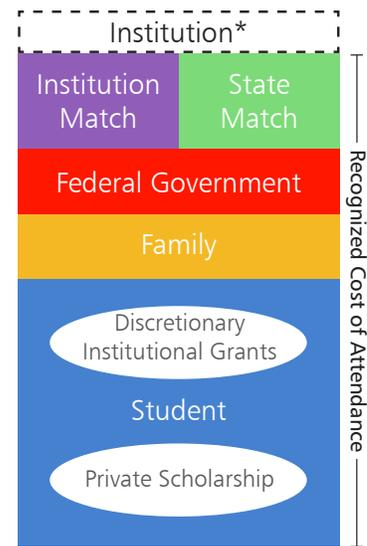 Institution*
Institution
Match
State
Match
Federal Government
Family
Discretionary
Institutional Grants
Student
Private Scholarship
Recognized Cost of Attendance